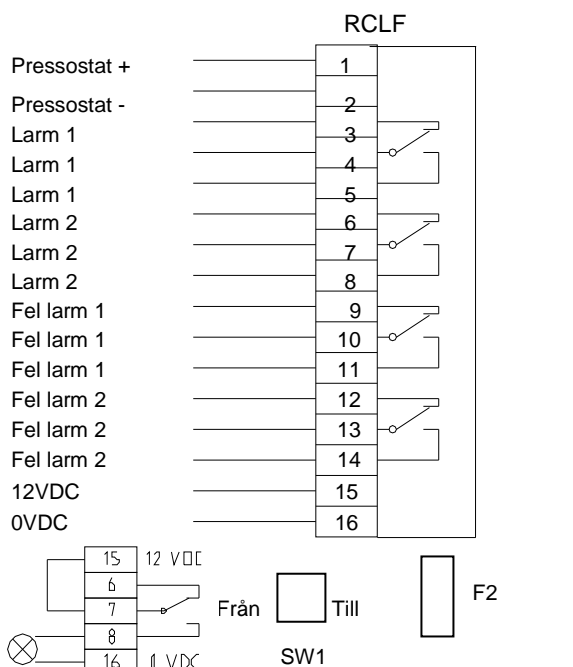 RCLF
Pressostat + 1
Pressostat - 2
Larm 1 3
Larm 1 4
Larm 1 5
Larm 2 6
Larm 2 7
Larm 2 8
Fel larm 1 9
Fel larm 1 10
Fel larm 1 11
Fel larm 2 12
Fel larm 2 13
Fel larm 2 14
12VDC 15
0VDC 16
15 12 VDC
6
7
8
16
Från Till
SW1
F2